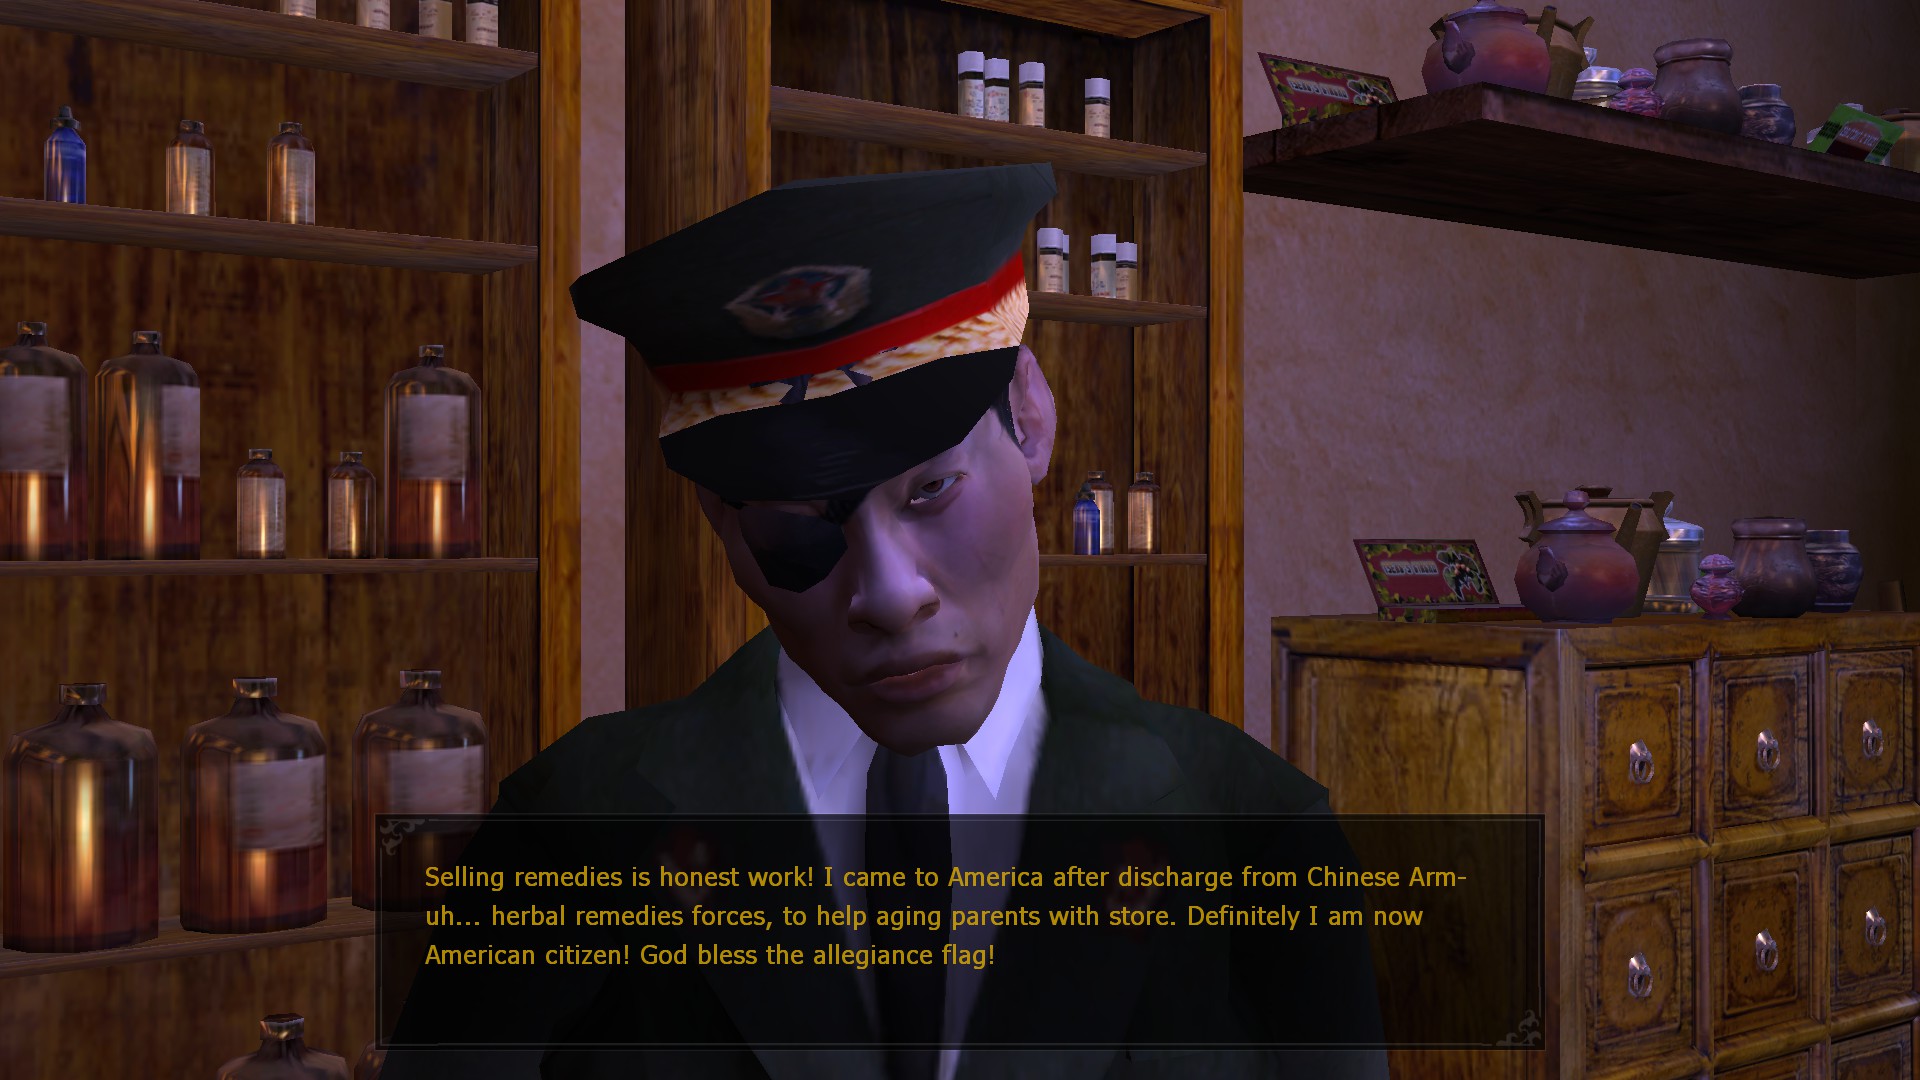 Selling remedies is honest work! I came to America after discharge from Chinese Arm-
uh... herbal remedies forces, to help aging parents with store. Definitely I am now
American citizen! God bless the allegiance flag!